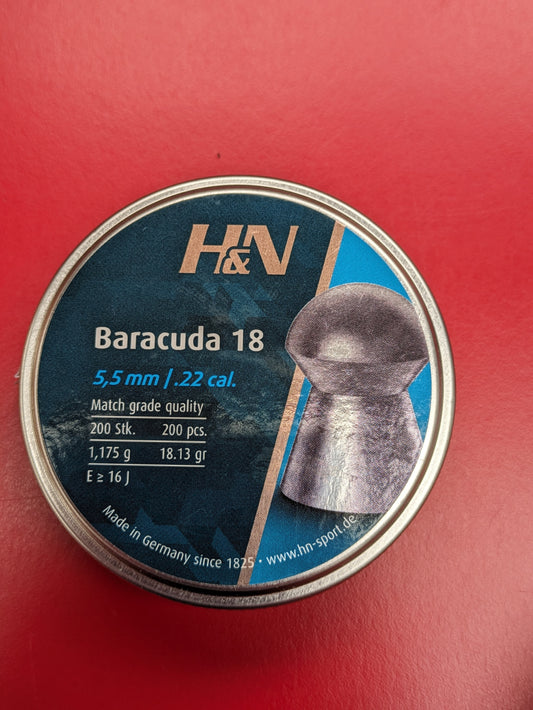 H&N
Baracuda 18
5,5 mm / .22 cal.
Match grade quality
200 Stk. 200 pcs.
1,175 g 18.13 gr
E ≥ 16 J
Made in Germany since 1825 • www.hn-sport.de